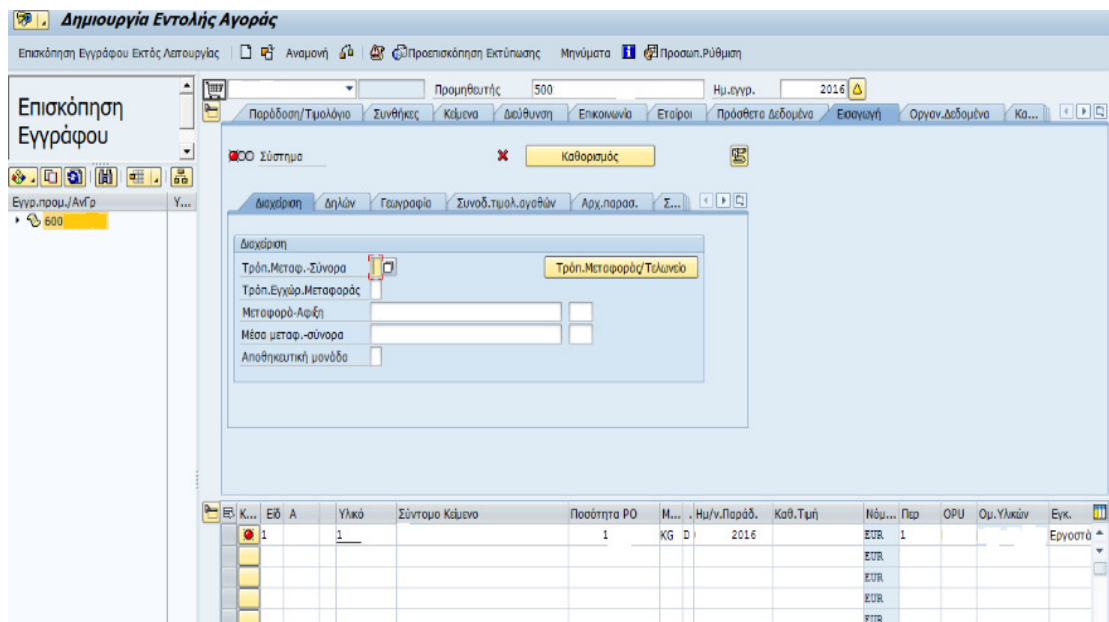 Δημιουργία Εντολής Αγοράς
Επισκόπηση Εγγράφου Εκτός Λειτουργίας Αναμονή Προεπισκόπηση Εκτύπωσης Μηνύματα Προσωπ.Ρύθμιση
Επισκόπηση
Εγγράφου
Προμηθευτής 500 Ημ.εγγρ. 2016
Παράδοση/Τιμολόγιο Συνθήκες Κείμενα Διεύθυνση Επικοινωνία Εταίροι Πρόσθετα Δεδομένα Εισαγωγή Οργαν.Δεδομένα Κα...
Σύστημα Καθορισμός
Εγγρ.προμ./ΑνΓρ Υ...
600
Διαχείριση Δηλών Γεωγραφία Συνοδ.τιμολ.αγαθών Αρχ.παρασ. Σ...
Διαχείριση
Τρόπ.Μεταφ.-Σύνορα Τρόπ.Μεταφοράς/Τελωνείο
Τρόπ.Εγχώρ.Μεταφοράς
Μεταφορά-Αφιξη
Μέσα μεταφ.-σύνορα
Αποθηκευτική μονάδα
Κ... Είδ Α Υλικό Σύντομο Κείμενο Ποσότητα PO Μ... . Ημ/ν.Παράδ. Καθ.Τιμή Νόμ... Περ OPU Ομ.Υλικών Εγκ.
1 1 1 KG D 2016 EUR 1 Εργοστά
EUR
EUR
EUR
EUR